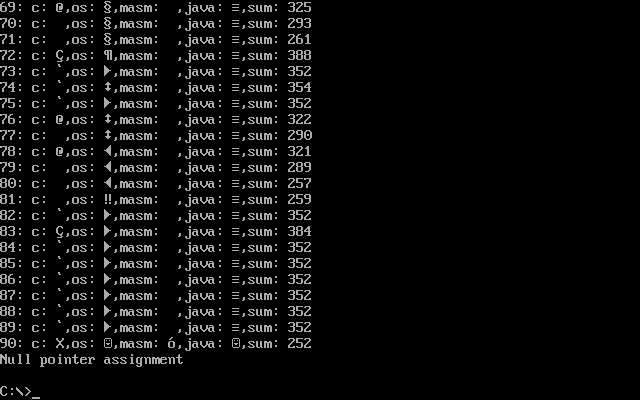 69: c: @,os: §,masm:  ,java: ≡,sum: 325
70: c:  ,os: §,masm:  ,java: ≡,sum: 293
71: c:  ,os: §,masm:  ,java: ≡,sum: 261
72: c: Ç,os: ¶,masm:  ,java: ≡,sum: 388
73: c: `,os: ►,masm:  ,java: ≡,sum: 352
74: c: `,os: ↕,masm:  ,java: ≡,sum: 354
75: c: `,os: ►,masm:  ,java: ≡,sum: 352
76: c: @,os: ↕,masm:  ,java: ≡,sum: 322
77: c:  ,os: ↕,masm:  ,java: ≡,sum: 290
78: c: @,os: ◄,masm:  ,java: ≡,sum: 321
79: c:  ,os: ◄,masm:  ,java: ≡,sum: 289
80: c:  ,os: ◄,masm:  ,java: ≡,sum: 257
81: c:  ,os: ‼,masm:  ,java: ≡,sum: 259
82: c: `,os: ►,masm:  ,java: ≡,sum: 352
83: c: Ç,os: ►,masm:  ,java: ≡,sum: 384
84: c: `,os: ►,masm:  ,java: ≡,sum: 352
85: c: `,os: ►,masm:  ,java: ≡,sum: 352
86: c: `,os: ►,masm:  ,java: ≡,sum: 352
87: c: `,os: ►,masm:  ,java: ≡,sum: 352
88: c: `,os: ►,masm:  ,java: ≡,sum: 352
89: c: `,os: ►,masm:  ,java: ≡,sum: 352
90: c: X,os: ☺,masm: ó,java: ☺,sum: 252
Null pointer assignment
C:\>_